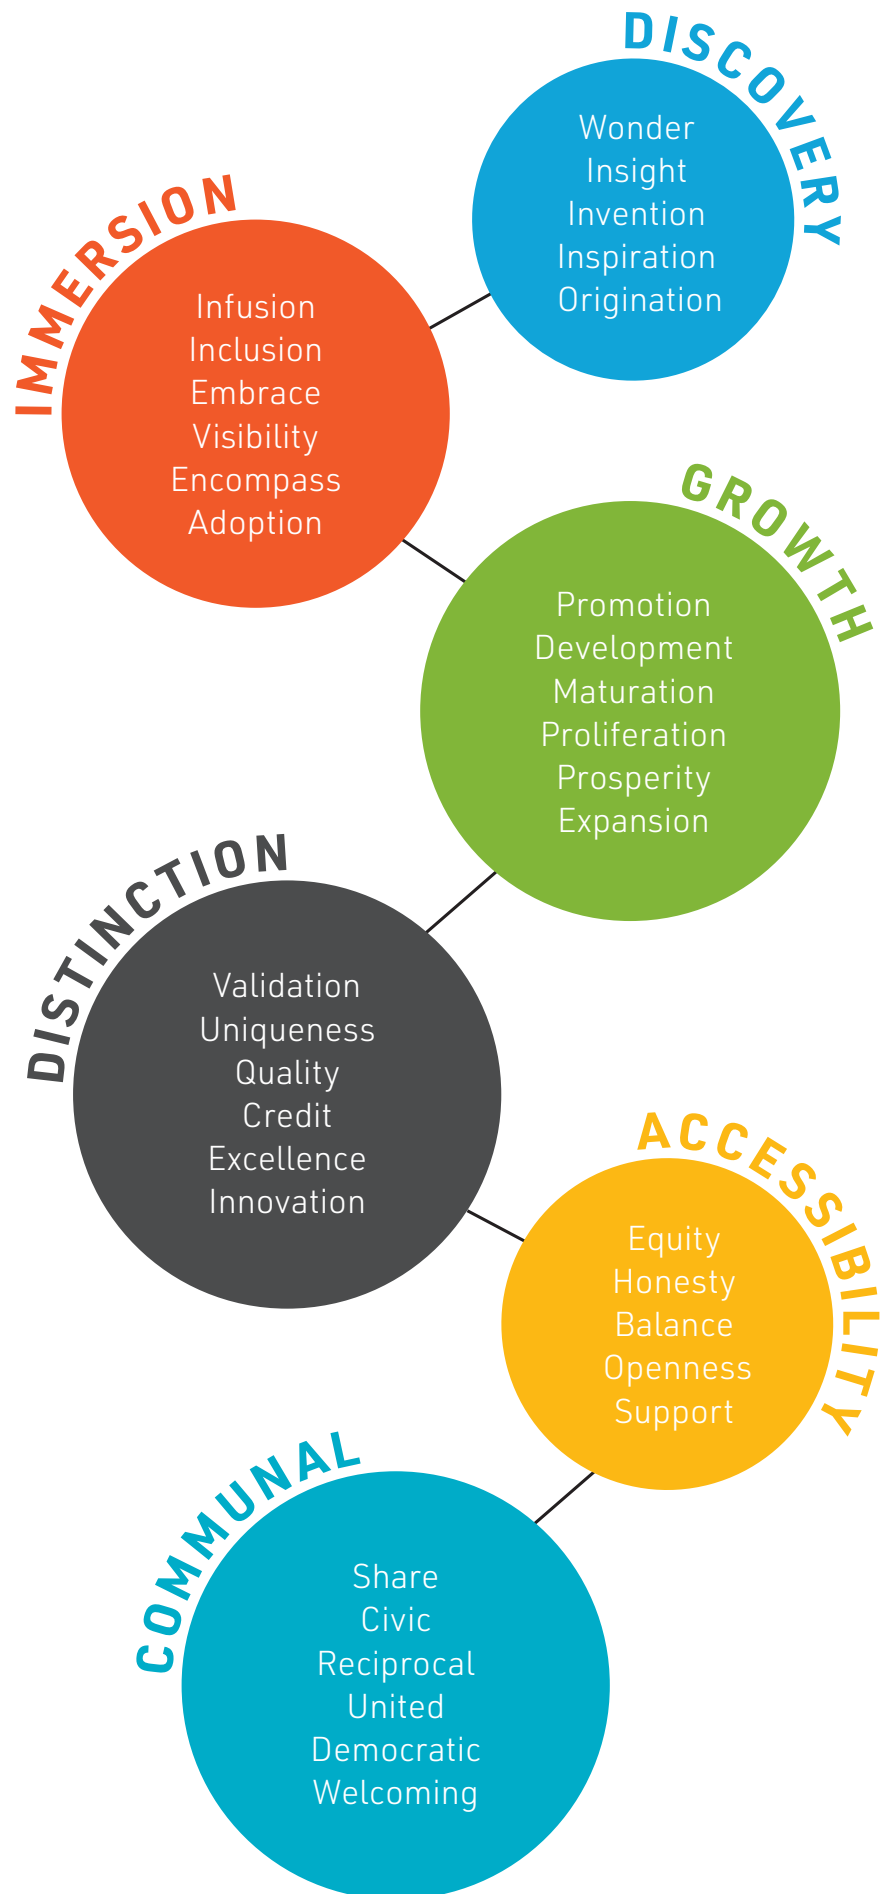 DISCOVERY
Wonder
Insight
Invention
Inspiration
Origination
IMMERSION
Infusion
Inclusion
Embrace
Visibility
Encompass
Adoption
GROWTH
Promotion
Development
Maturation
Proliferation
Prosperity
Expansion
DISTINCTION
Validation
Uniqueness
Quality
Credit
Excellence
Innovation
ACCESSIBILITY
Equity
Honesty
Balance
Openness
Support
COMMUNAL
Share
Civic
Reciprocal
United
Democratic
Welcoming